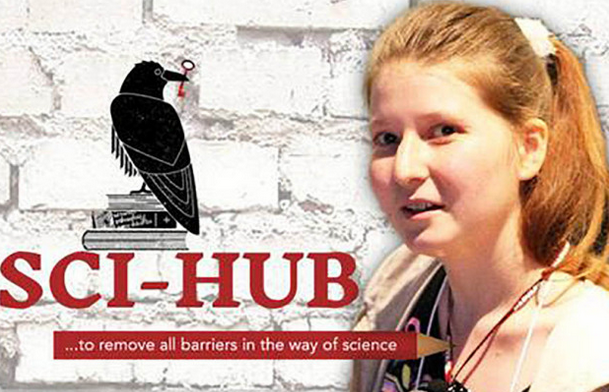 SCI-HUB
...to remove all barriers in the way of science